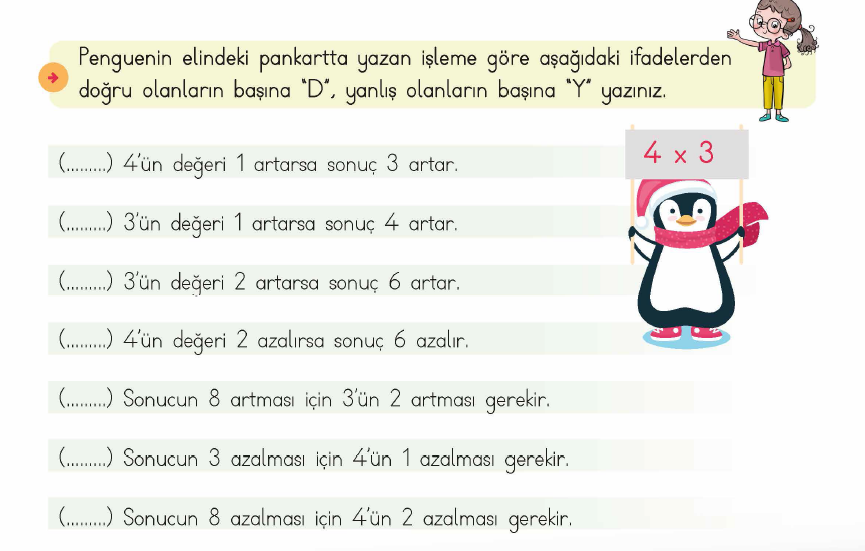 Penguenin elindeki pankartta yazan işleme göre aşağıdaki ifadelerden
doğru olanların başına "D", yanlış olanların başına "Y" yazınız.
4 x 3
(.........) 4'ün değeri 1 artarsa sonuç 3 artar.
(.........) 3'ün değeri 1 artarsa sonuç 4 artar.
(.........) 3'ün değeri 2 artarsa sonuç 6 artar.
(.........) 4'ün değeri 2 azalırsa sonuç 6 azalır.
(.........) Sonucun 8 artması için 3'ün 2 artması gerekir.
(.........) Sonucun 3 azalması için 4'ün 1 azalması gerekir.
(.........) Sonucun 8 azalması için 4'ün 2 azalması gerekir.